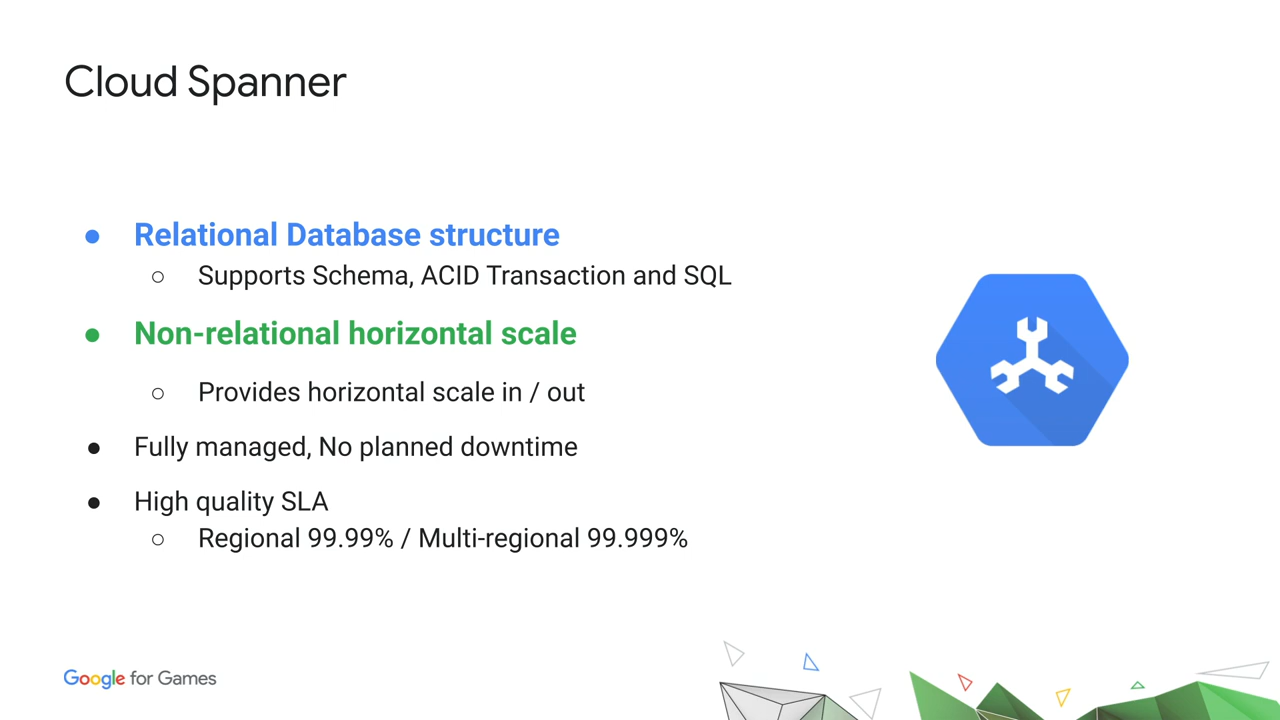 Cloud Spanner
● Relational Database structure
○ Supports Schema, ACID Transaction and SQL
● Non-relational horizontal scale
○ Provides horizontal scale in / out
● Fully managed, No planned downtime
● High quality SLA
○ Regional 99.99% / Multi-regional 99.999%
Google for Games